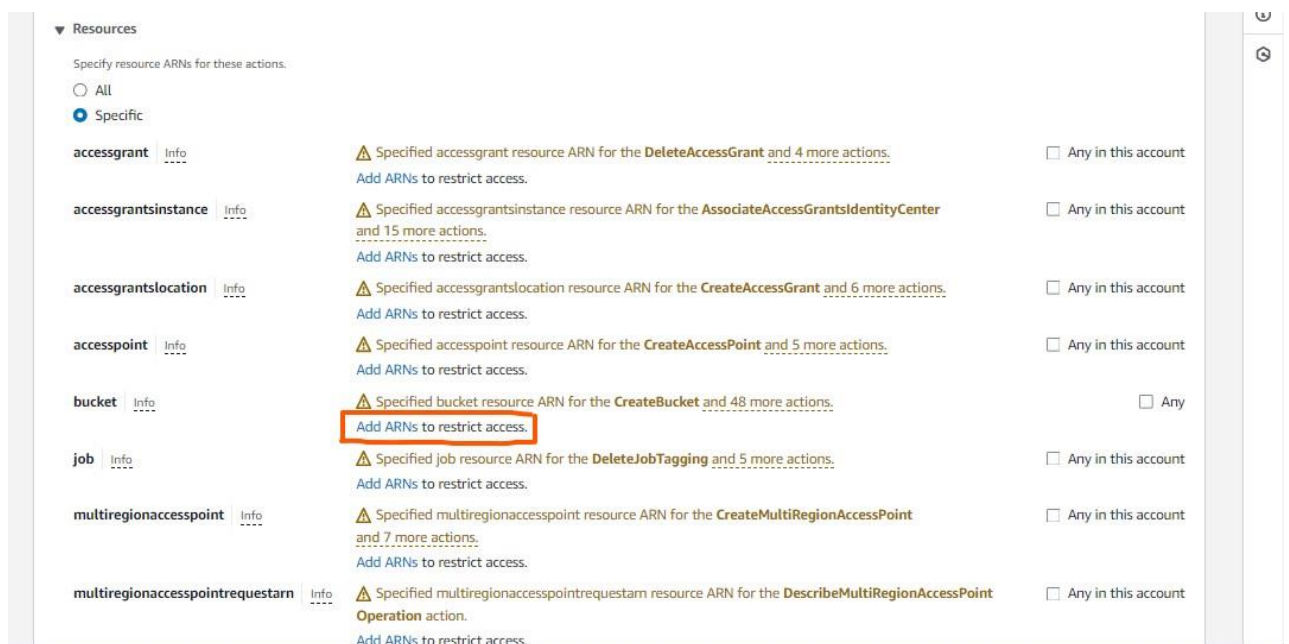 Resources
Specify resource ARNs for these actions.
All
Specific
accessgrant Info Specified accessgrant resource ARN for the DeleteAccessGrant and 4 more actions. Any in this account
Add ARNs to restrict access.
accessgrantsinstance Info Specified accessgrantsinstance resource ARN for the AssociateAccessGrantsIdentityCenter Any in this account
and 15 more actions.
Add ARNs to restrict access.
accessgrantslocation Info Specified accessgrantslocation resource ARN for the CreateAccessGrant and 6 more actions. Any in this account
Add ARNs to restrict access.
accesspoint Info Specified accesspoint resource ARN for the CreateAccessPoint and 5 more actions. Any in this account
Add ARNs to restrict access.
bucket Info Specified bucket resource ARN for the CreateBucket and 48 more actions. Any
Add ARNs to restrict access.
job Info Specified job resource ARN for the DeleteJobTagging and 5 more actions. Any in this account
Add ARNs to restrict access.
multiregionaccesspoint Info Specified multiregionaccesspoint resource ARN for the CreateMultiRegionAccessPoint Any in this account
and 7 more actions.
Add ARNs to restrict access.
multiregionaccesspointrequestarn Info Specified multiregionaccesspointrequestarn resource ARN for the DescribeMultiRegionAccessPoint Any in this account
Operation action.
Add ARNs to restrict access.